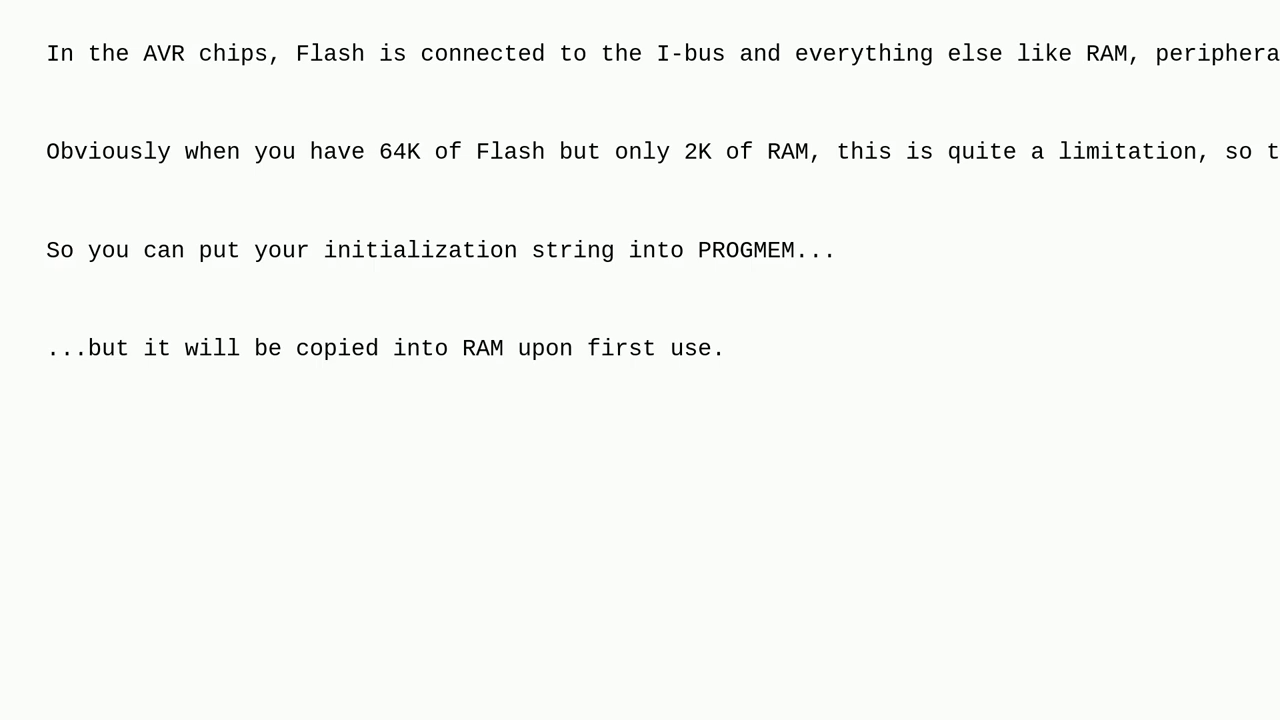 In the AVR chips, Flash is connected to the I-bus and everything else like RAM, periphera
Obviously when you have 64K of Flash but only 2K of RAM, this is quite a limitation, so t
So you can put your initialization string into PROGMEM...
...but it will be copied into RAM upon first use.